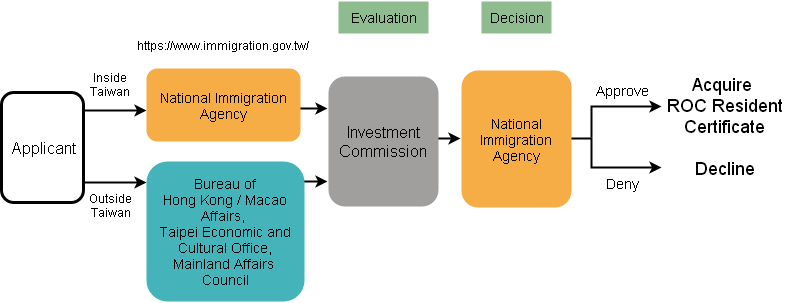 Evaluation
Decision
https://www.immigration.gov.tw/
Inside
Taiwan
National Immigration
Agency
Applicant
Outside
Taiwan
Bureau of
Hong Kong / Macao
Affairs,
Taipei Economic and
Cultural Office,
Mainland Affairs
Council
Investment
Commission
National
Immigration
Agency
Approve
Acquire
ROC Resident
Certificate
Deny
Decline